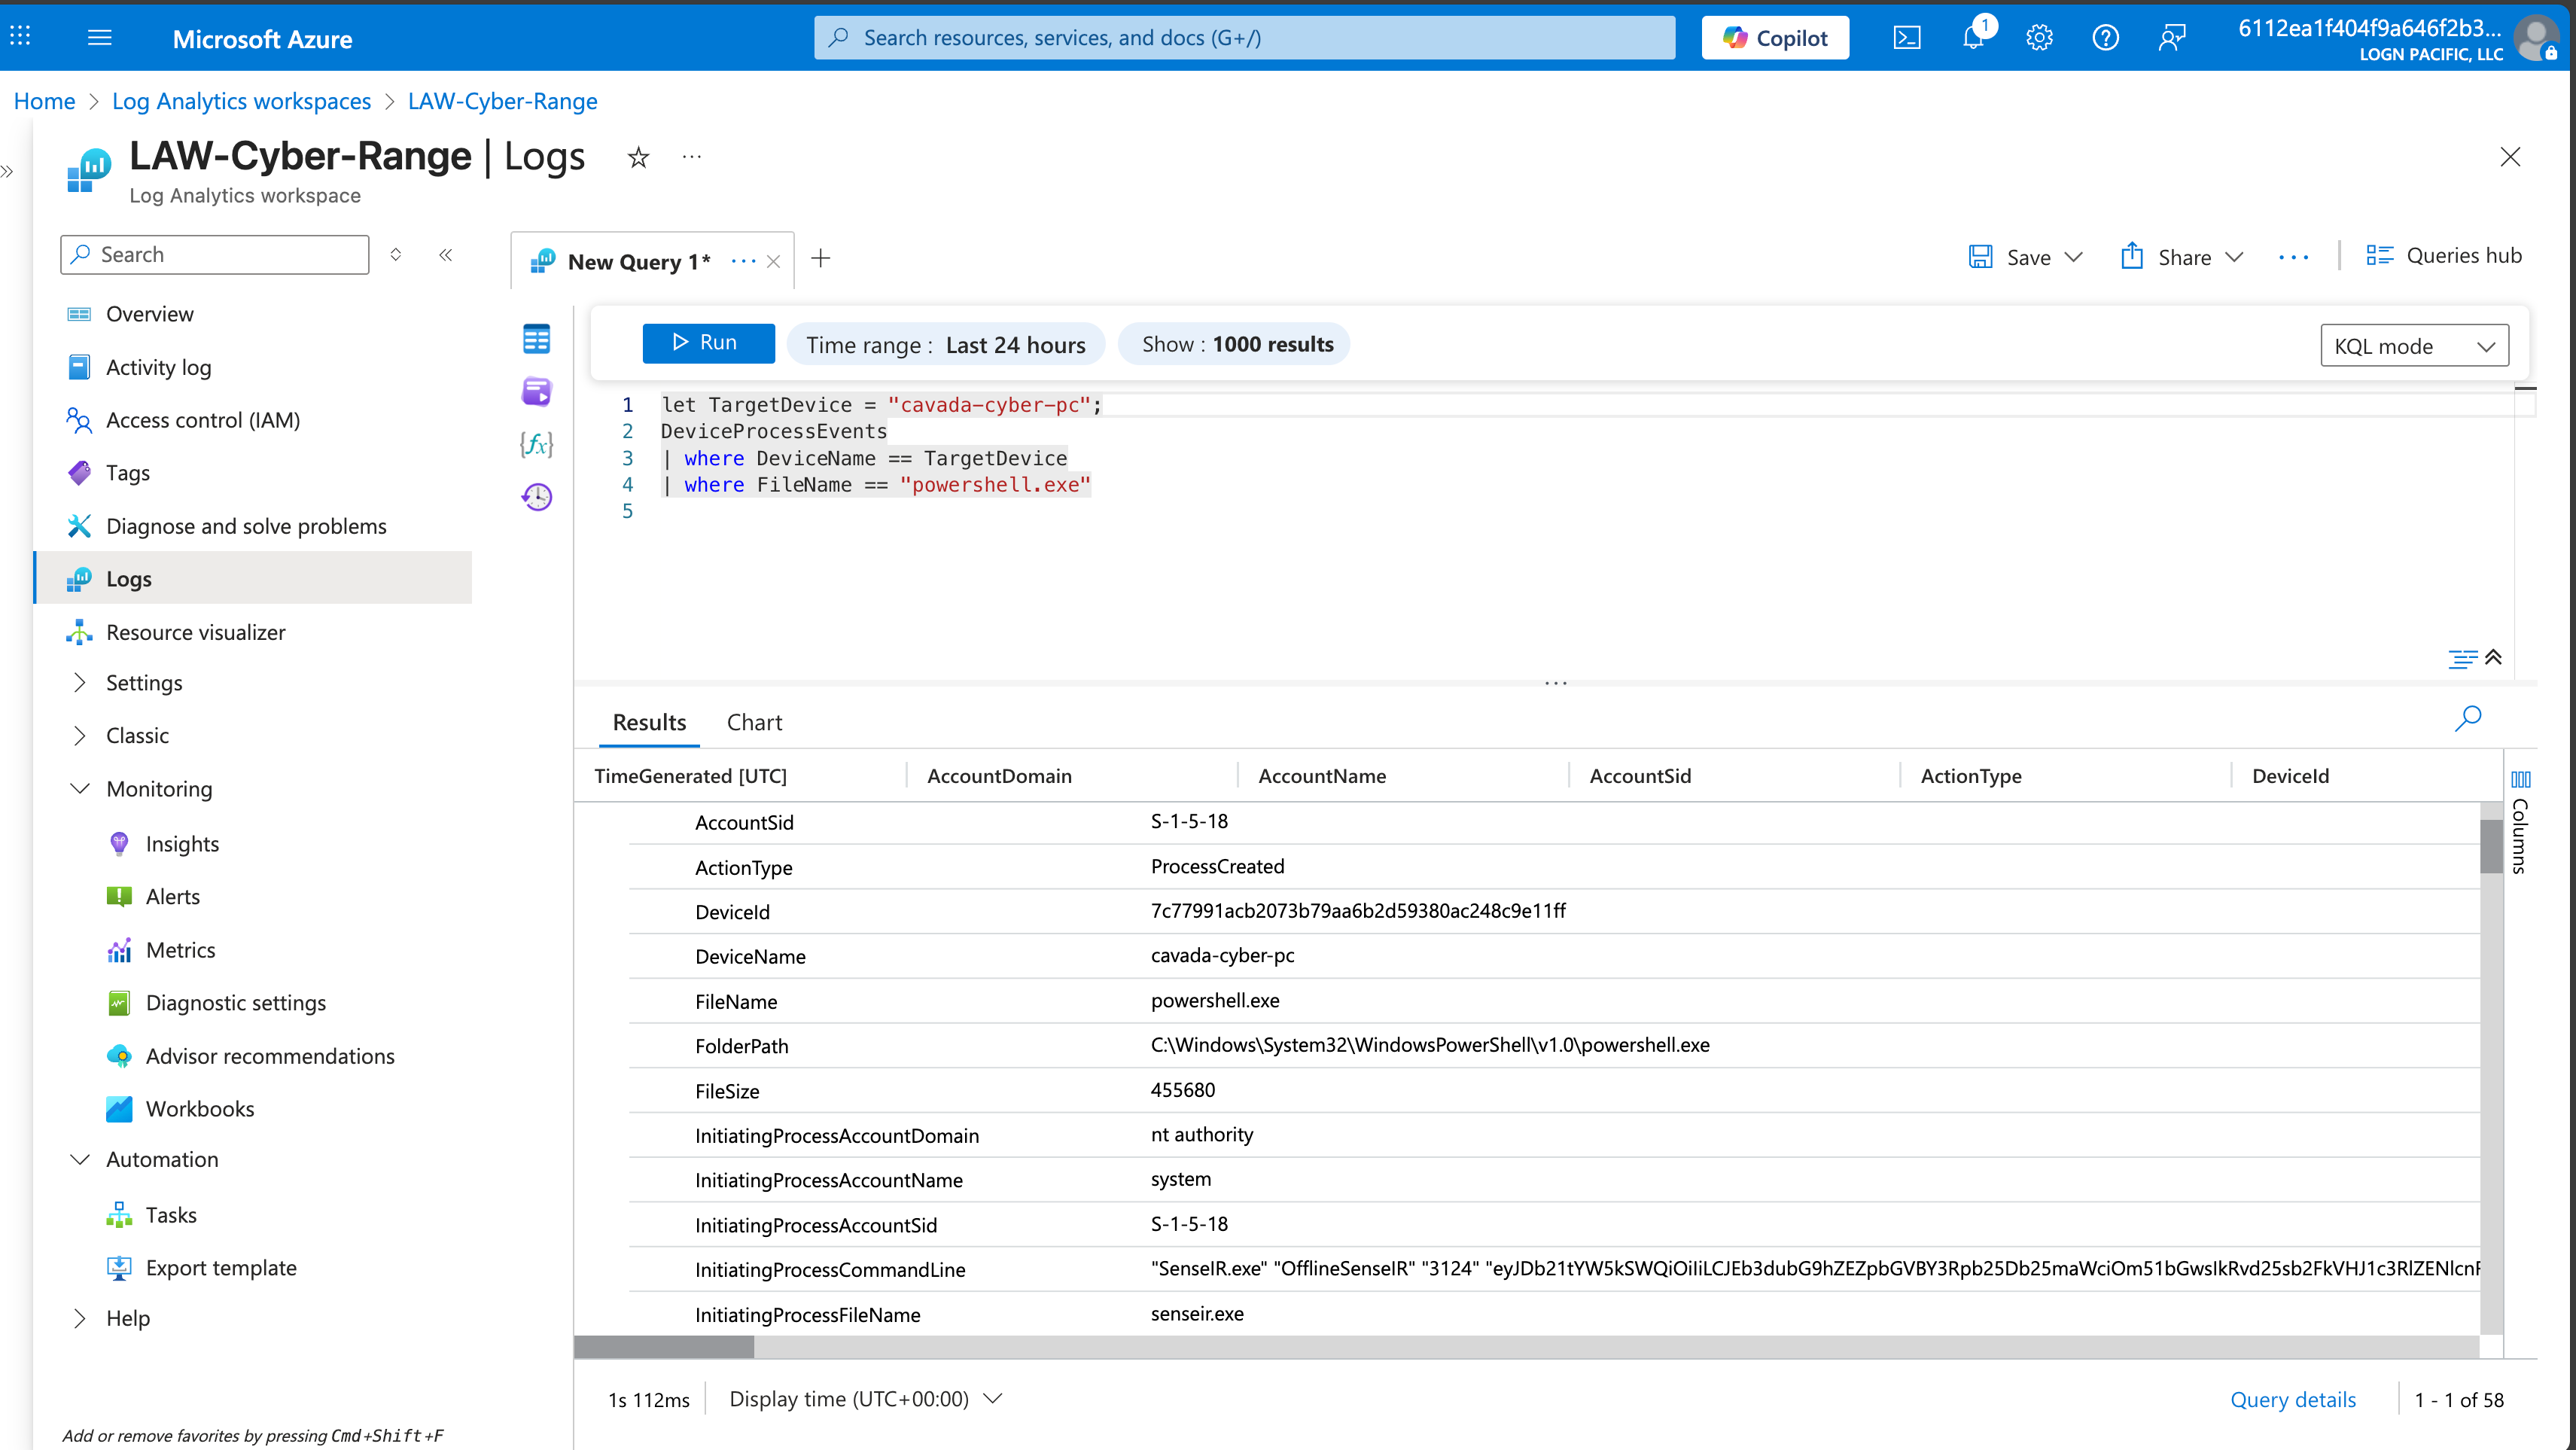 Microsoft Azure
Search resources, services, and docs (G+/)
Copilot
1
6112ea1f404f9a646f2b3...
LOGN PACIFIC, LLC
Home > Log Analytics workspaces > LAW-Cyber-Range
LAW-Cyber-Range | Logs
Log Analytics workspace
Search
Overview
Activity log
Access control (IAM)
Tags
Diagnose and solve problems
Logs
Resource visualizer
Settings
Classic
Monitoring
Insights
Alerts
Metrics
Diagnostic settings
Advisor recommendations
Workbooks
Automation
Tasks
Export template
Help
Add or remove favorites by pressing Cmd+Shift+F
New Query 1*
Save
Share
Queries hub
Run
Time range : Last 24 hours
Show : 1000 results
KQL mode
1 let TargetDevice = "cavada-cyber-pc";
2 DeviceProcessEvents
3 | where DeviceName == TargetDevice
4 | where FileName == "powershell.exe"
5
Results Chart
TimeGenerated [UTC] AccountDomain AccountName AccountSid ActionType DeviceId
Columns
AccountSid S-1-5-18
ActionType ProcessCreated
DeviceId 7c77991acb2073b79aa6b2d59380ac248c9e11ff
DeviceName cavada-cyber-pc
FileName powershell.exe
FolderPath C:\Windows\System32\WindowsPowerShell\v1.0\powershell.exe
FileSize 455680
InitiatingProcessAccountDomain nt authority
InitiatingProcessAccountName system
InitiatingProcessAccountSid S-1-5-18
InitiatingProcessCommandLine "SenseIR.exe" "OfflineSenseIR" "3124"
InitiatingProcessFileName senseir.exe
1s 112ms
Display time (UTC+00:00)
Query details
1 - 1 of 58